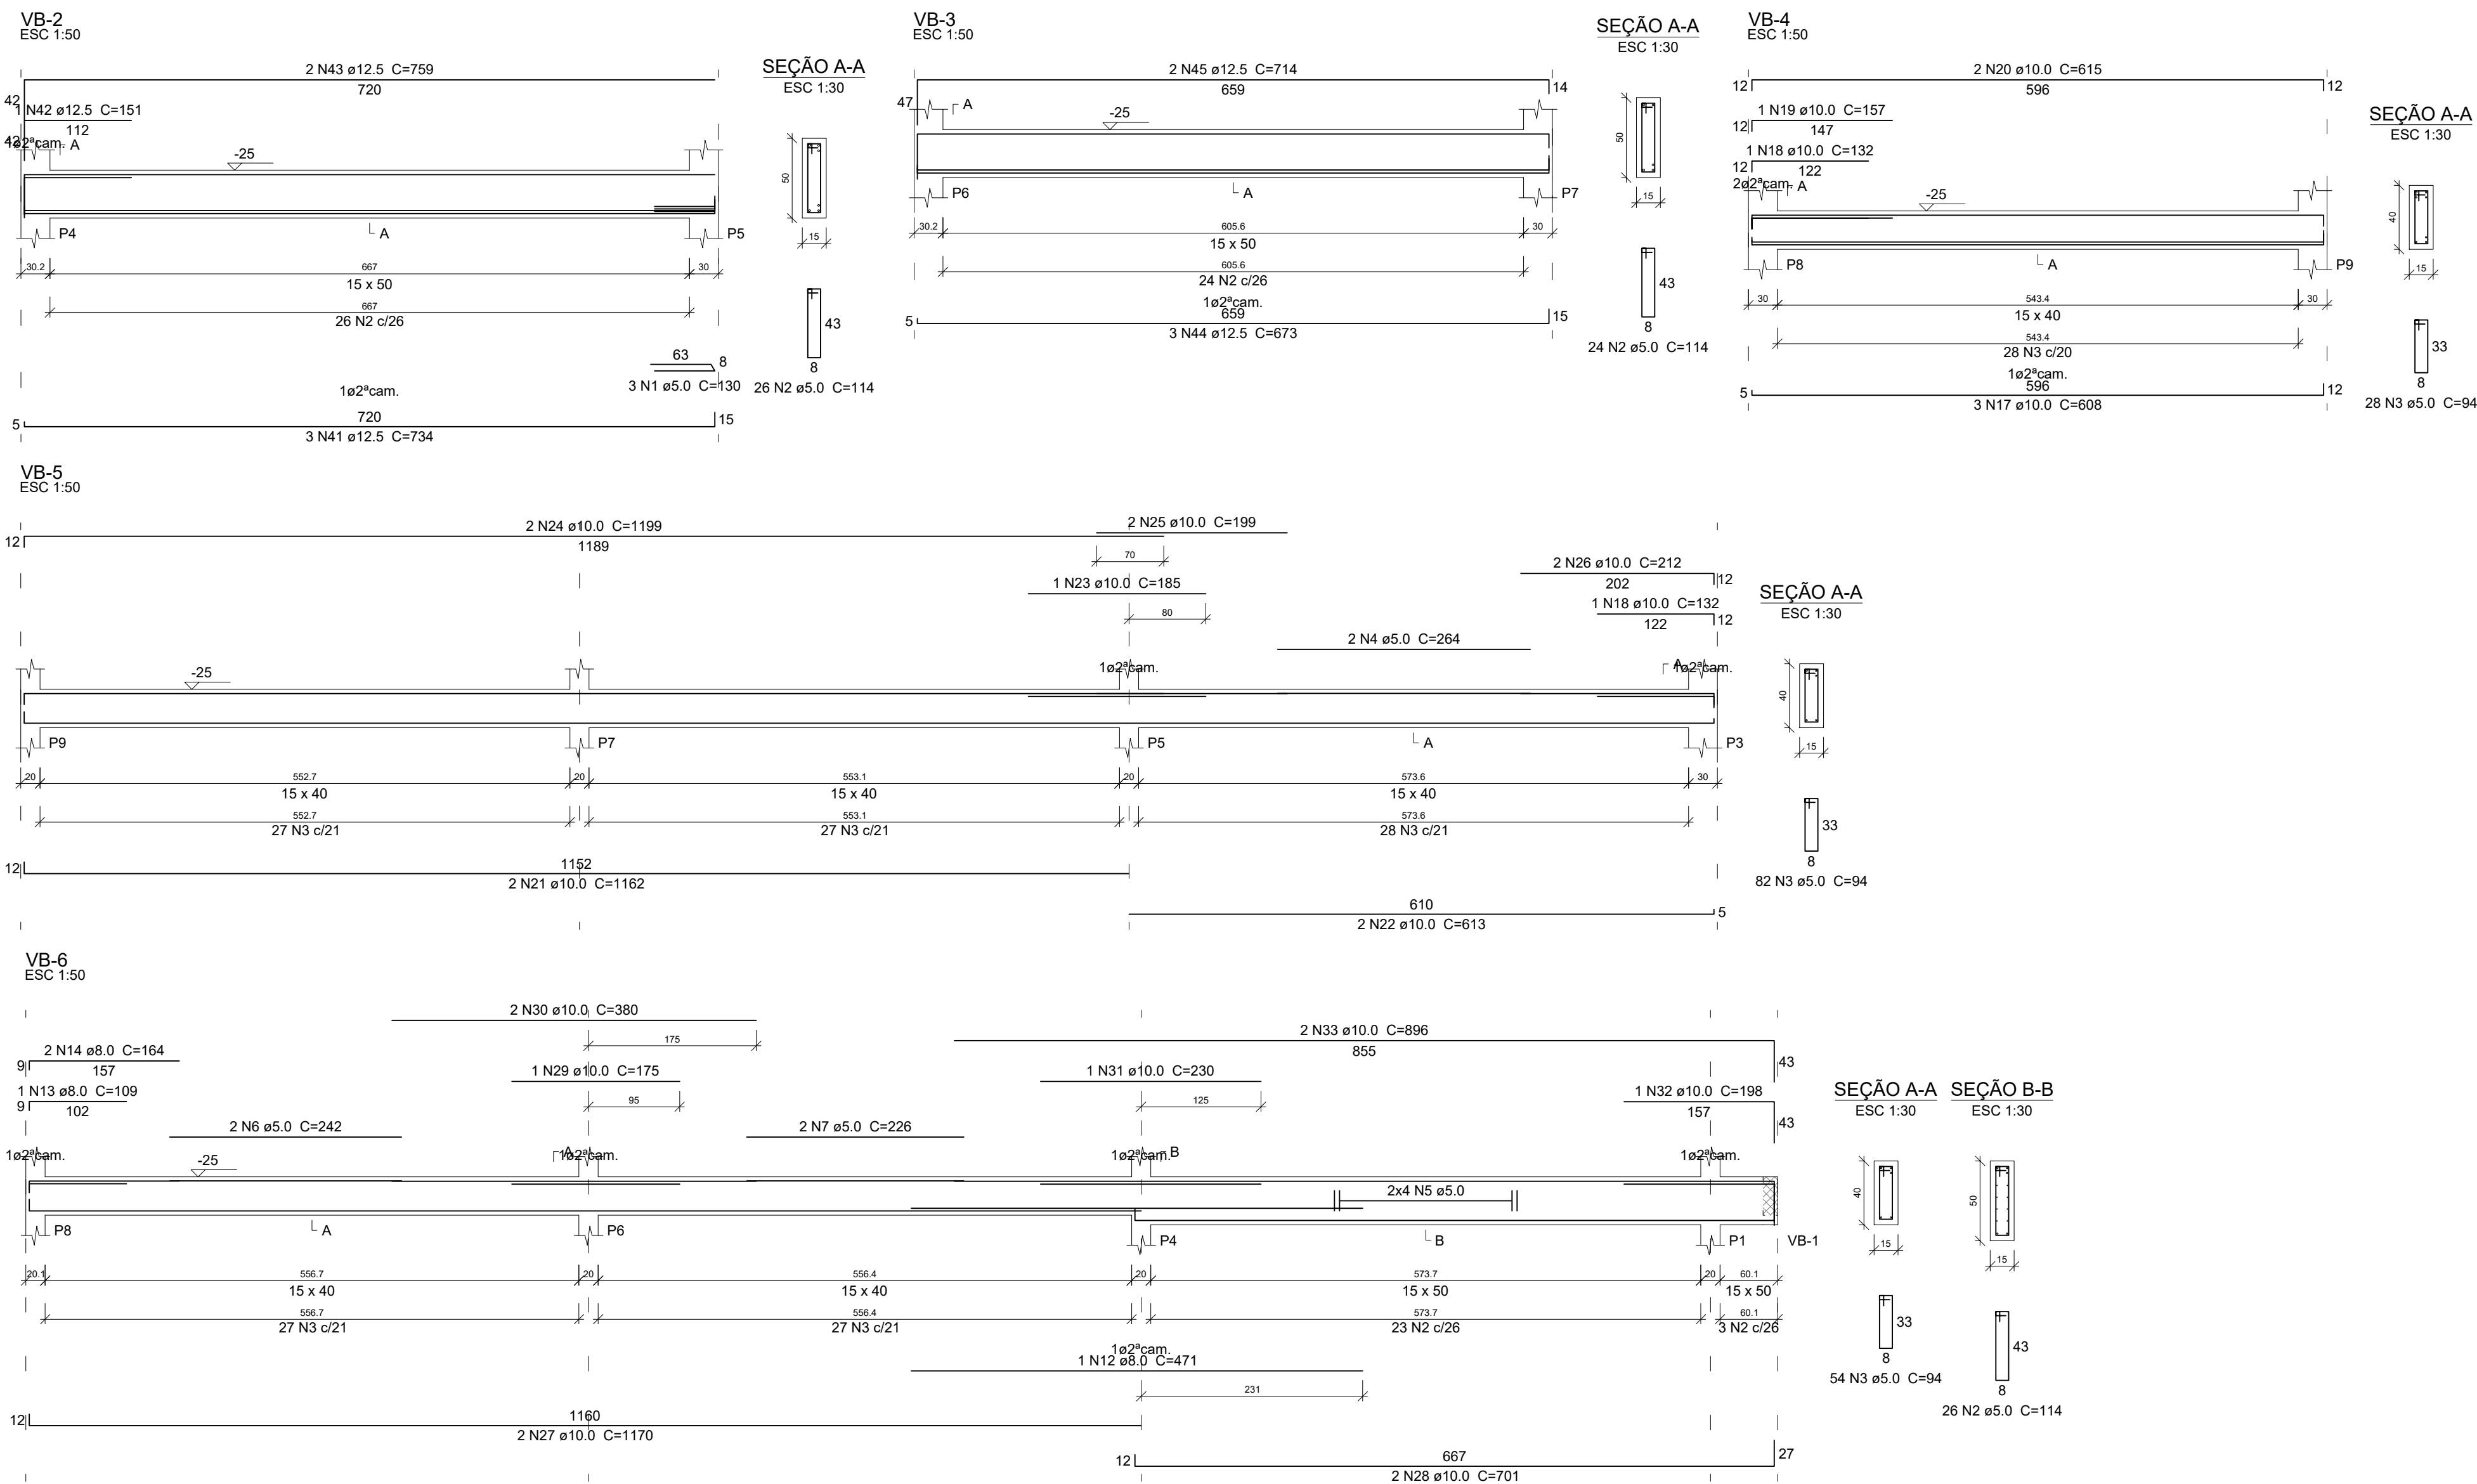 VB-2
ESC 1:50
2 N43 ø12.5 C=759
720
42
1 N42 ø12.5 C=151
112
42
1ø2ªcam.
A
-25
P4
A
P5
30.2
667
30
15 x 50
667
26 N2 c/26
63
8
3 N1 ø5.0 C=130
1ø2ªcam.
720
5
15
3 N41 ø12.5 C=734
SEÇÃO A-A
ESC 1:30
50
15
43
8
26 N2 ø5.0 C=114
VB-3
ESC 1:50
2 N45 ø12.5 C=714
659
47
14
A
-25
P6
A
P7
30.2
605.6
30
15 x 50
605.6
24 N2 c/26
1ø2ªcam.
659
5
15
3 N44 ø12.5 C=673
SEÇÃO A-A
ESC 1:30
50
15
43
8
24 N2 ø5.0 C=114
VB-4
ESC 1:50
2 N20 ø10.0 C=615
12
596
12
1 N19 ø10.0 C=157
12
147
1 N18 ø10.0 C=132
12
122
2ø2ªcam.
A
-25
P8
A
P9
30
543.4
30
15 x 40
543.4
28 N3 c/20
1ø2ªcam.
596
5
12
3 N17 ø10.0 C=608
SEÇÃO A-A
ESC 1:30
40
15
33
8
28 N3 ø5.0 C=94
VB-5
ESC 1:50
2 N24 ø10.0 C=1199
12
1189
2 N25 ø10.0 C=199
70
1 N23 ø10.0 C=185
80
2 N26 ø10.0 C=212
202
12
1 N18 ø10.0 C=132
122
12
2 N4 ø5.0 C=264
1ø2ªcam.
A
1ø2ªcam.
-25
P9
P7
P5
A
P3
20
552.7
20
553.1
20
573.6
30
15 x 40
15 x 40
15 x 40
552.7
553.1
573.6
27 N3 c/21
27 N3 c/21
28 N3 c/21
12
1152
2 N21 ø10.0 C=1162
610
5
2 N22 ø10.0 C=613
SEÇÃO A-A
ESC 1:30
40
15
33
8
82 N3 ø5.0 C=94
VB-6
ESC 1:50
2 N30 ø10.0 C=380
175
2 N33 ø10.0 C=896
855
43
2 N14 ø8.0 C=164
9
157
1 N29 ø10.0 C=175
95
1 N31 ø10.0 C=230
125
1 N13 ø8.0 C=109
9
102
1 N32 ø10.0 C=198
157
43
2 N6 ø5.0 C=242
2 N7 ø5.0 C=226
1ø2ªcam.
A
1ø2ªcam.
1ø2ªcam.
B
1ø2ªcam.
-25
2x4 N5 ø5.0
P8
A
P6
P4
B
P1
VB-1
20.1
556.7
20
556.4
20
573.7
20
60.1
15 x 40
15 x 40
15 x 50
15 x 50
556.7
556.4
573.7
60.1
27 N3 c/21
27 N3 c/21
23 N2 c/26
3 N2 c/26
1ø2ªcam.
1 N12 ø8.0 C=471
231
12
1160
2 N27 ø10.0 C=1170
12
667
27
2 N28 ø10.0 C=701
SEÇÃO A-A
ESC 1:30
40
15
33
8
54 N3 ø5.0 C=94
SEÇÃO B-B
ESC 1:30
50
15
43
8
26 N2 ø5.0 C=114